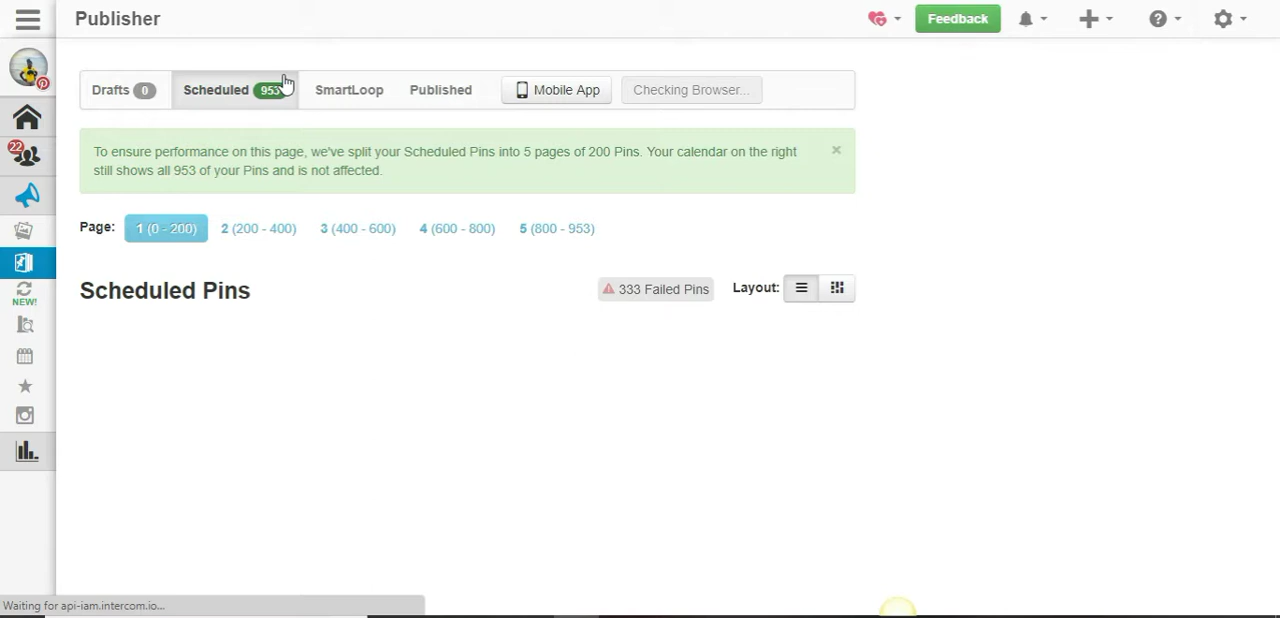 Publisher
Feedback
Drafts 0
Scheduled 953
SmartLoop
Published
Mobile App
Checking Browser...
To ensure performance on this page, we've split your Scheduled Pins into 5 pages of 200 Pins. Your calendar on the right
still shows all 953 of your Pins and is not affected.
×
Page: 1 (0 - 200) 2 (200 - 400) 3 (400 - 600) 4 (600 - 800) 5 (800 - 953)
Scheduled Pins
333 Failed Pins
Layout:
22
NEW!
Waiting for api-iam.intercom.io...